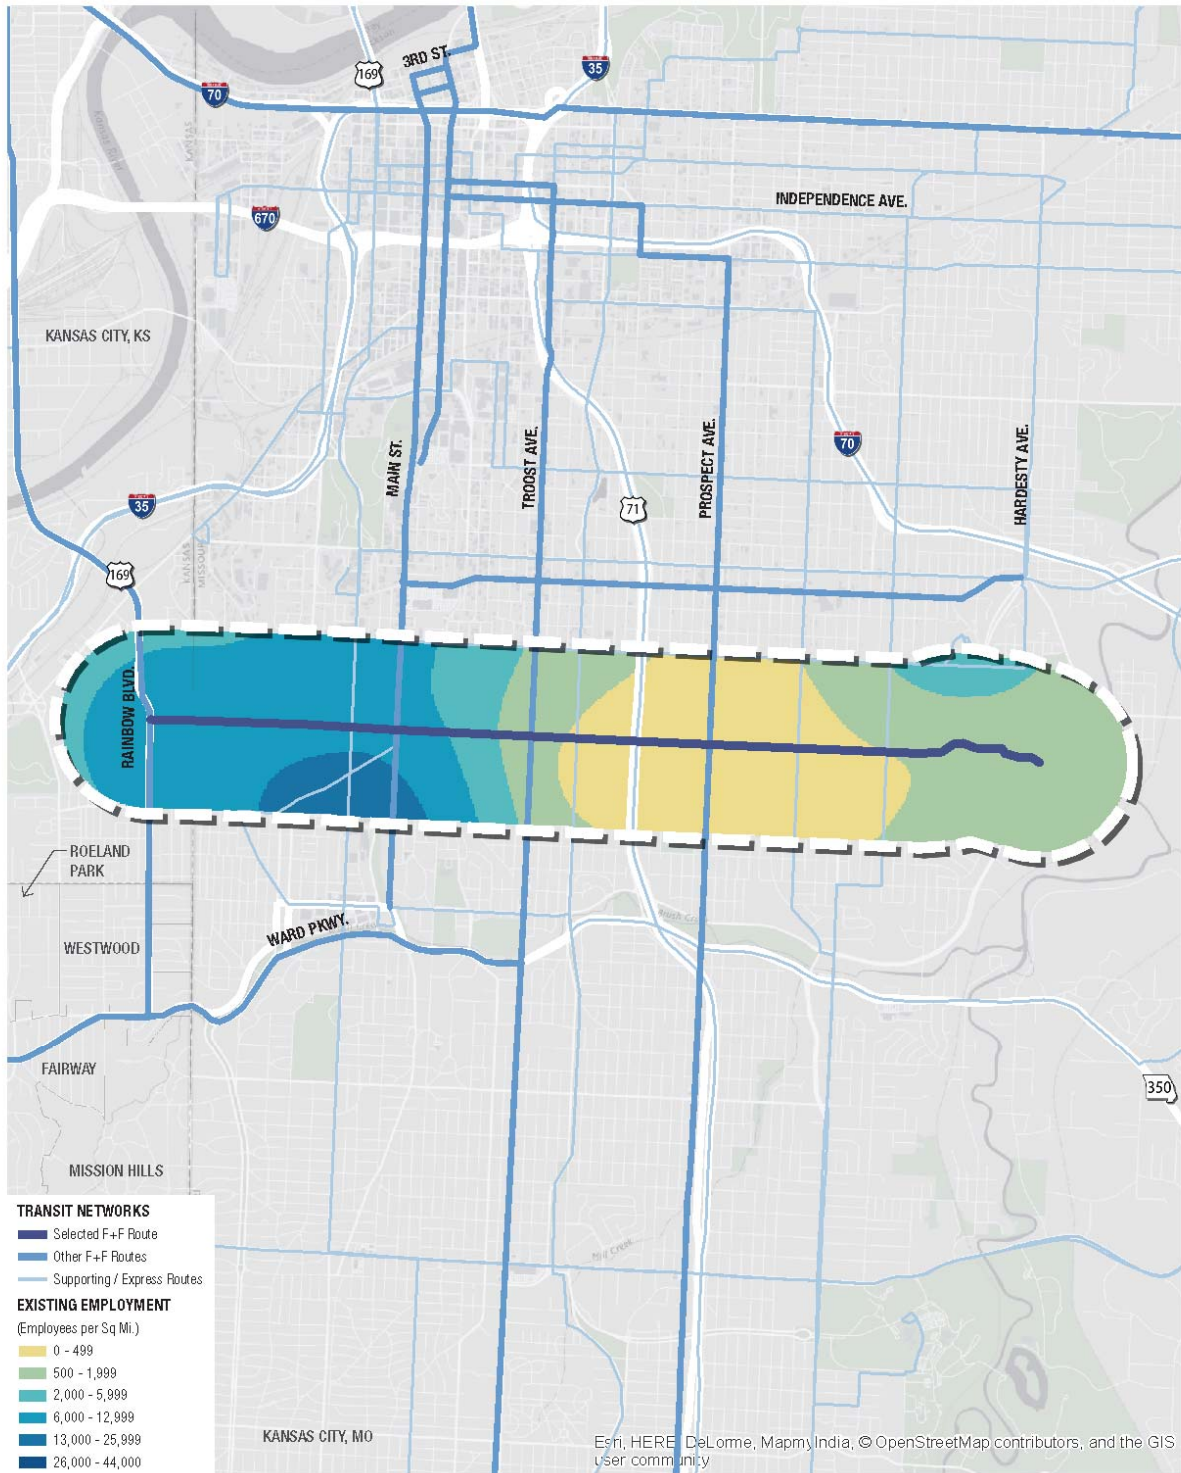 3RD ST.
169
35
70
INDEPENDENCE AVE.
670
KANSAS
KANSAS CITY, KS
MAIN ST.
TROOST AVE.
PROSPECT AVE.
HARDESTY AVE.
70
35
71
KANSAS
MISSOURI
169
RAINBOW BLVD.
ROELAND
PARK
WARD PKWY.
WESTWOOD
FAIRWAY
350
MISSION HILLS
TRANSIT NETWORKS
Selected F+F Route
Other F+F Routes
Supporting / Express Routes
EXISTING EMPLOYMENT
(Employees per Sq Mi.)
0 - 499
500 - 1,999
2,000 - 5,999
6,000 - 12,999
13,000 - 25,999
26,000 - 44,000
KANSAS CITY, MO
Esri, HERE, DeLorme, MapmyIndia, © OpenStreetMap contributors, and the GIS
user community